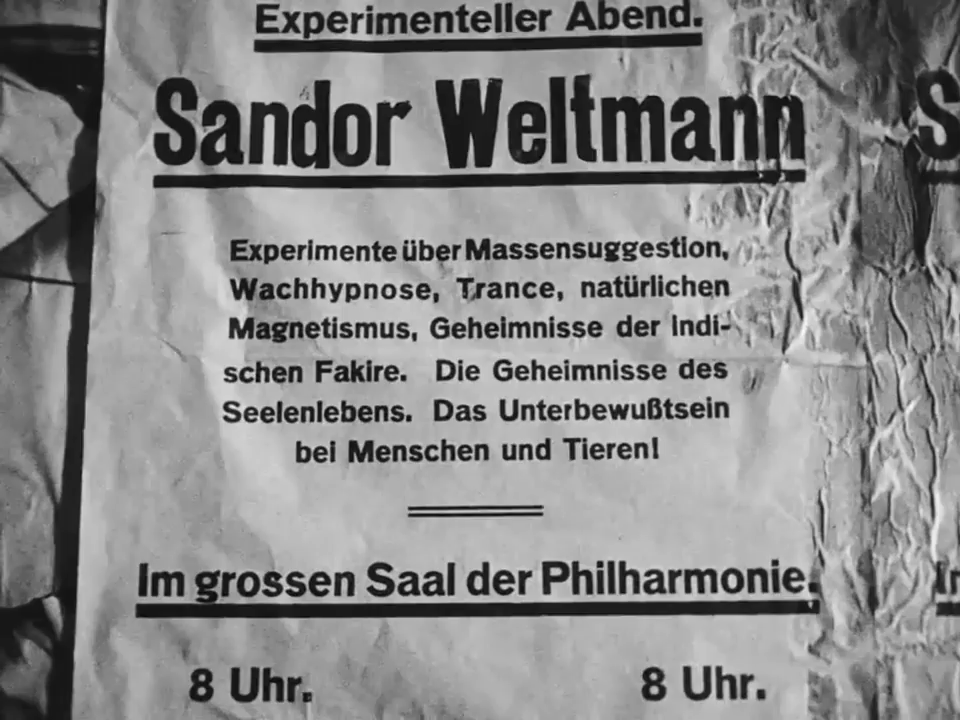 Experimenteller Abend.
Sandor Weltmann
Experimente über Massensuggestion,
Wachhypnose, Trance, natürlichen
Magnetismus, Geheimnisse der Indi-
schen Fakire. Die Geheimnisse des
Seelenlebens. Das Unterbewußtsein
bei Menschen und Tieren!
Im grossen Saal der Philharmonie.
8 Uhr. 8 Uhr.